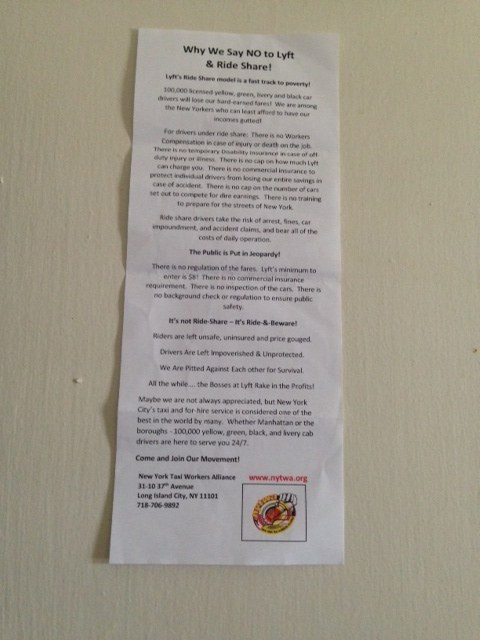 Why We Say NO to Lyft
& Ride Share!
Lyft's Ride Share model is a fast track to poverty!
100,000 licensed yellow, green, livery and black car
drivers will lose our hard earned fares! We are among
the New Yorkers who can least afford to have our
incomes gutted!
For drivers under ride share: There is no Workers
Compensation in case of injury or death on the job.
There is no temporary Disability Insurance in case of off
duty injury or illness. There is no cap on how much Lyft
can charge you. There is no commercial insurance to
protect individual drivers from losing our entire savings in
case of accident. There is no cap on the number of cars
set out to compete for dire earnings. There is no training
to prepare for the streets of New York.
Ride share drivers take the risk of arrest, fines, car
impoundment, and accident claims, and bear all of the
costs of daily operation.
The Public is Put in Jeopardy!
There is no regulation of the fares. Lyft's minimum to
enter is $8! There is no commercial insurance
requirement. There is no inspection of the cars. There is
no background check or regulation to ensure public
safety.
It's not Ride-Share – It's Ride-&-Beware!
Riders are left unsafe, uninsured and price gouged.
Drivers Are Left Impoverished & Unprotected.
We Are Pitted Against Each other for Survival.
All the while.... the Bosses at Lyft Rake in the Profits!
Maybe we are not always appreciated, but New York
City's taxi and for-hire service is considered one of the
best in the world by many. Whether Manhattan or the
boroughs - 100,000 yellow, green, black, and livery cab
drivers are here to serve you 24/7.
Come and Join Our Movement!
New York Taxi Workers Alliance
31-10 37th Avenue
Long Island City, NY 11101
718-706-9892
www.nytwa.org